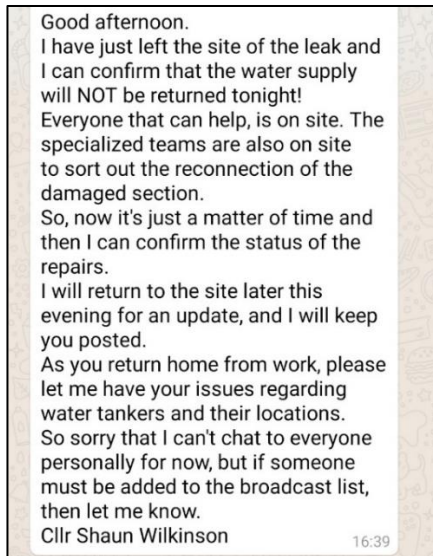 Good afternoon.
I have just left the site of the leak and
I can confirm that the water supply
will NOT be returned tonight!
Everyone that can help, is on site. The
specialized teams are also on site
to sort out the reconnection of the
damaged section.
So, now it's just a matter of time and
then I can confirm the status of the
repairs.
I will return to the site later this
evening for an update, and I will keep
you posted.
As you return home from work, please
let me have your issues regarding
water tankers and their locations.
So sorry that I can't chat to everyone
personally for now, but if someone
must be added to the broadcast list,
then let me know.
Cllr Shaun Wilkinson 16:39